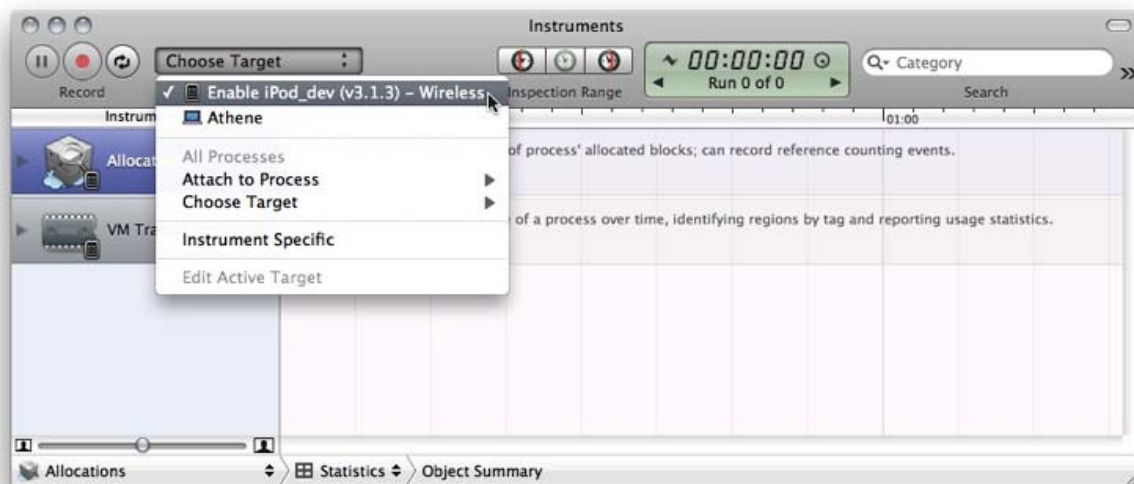 Instruments
Choose Target
00:00:00
Run 0 of 0
Category
Record
Inspection Range
Search
✓ Enable iPod_dev (v3.1.3) – Wireless
Instrum
01:00
Athene
Allocat
of process' allocated blocks; can record reference counting events.
All Processes
Attach to Process
Choose Target
VM Tra
of a process over time, identifying regions by tag and reporting usage statistics.
Instrument Specific
Edit Active Target
Allocations
Statistics
Object Summary